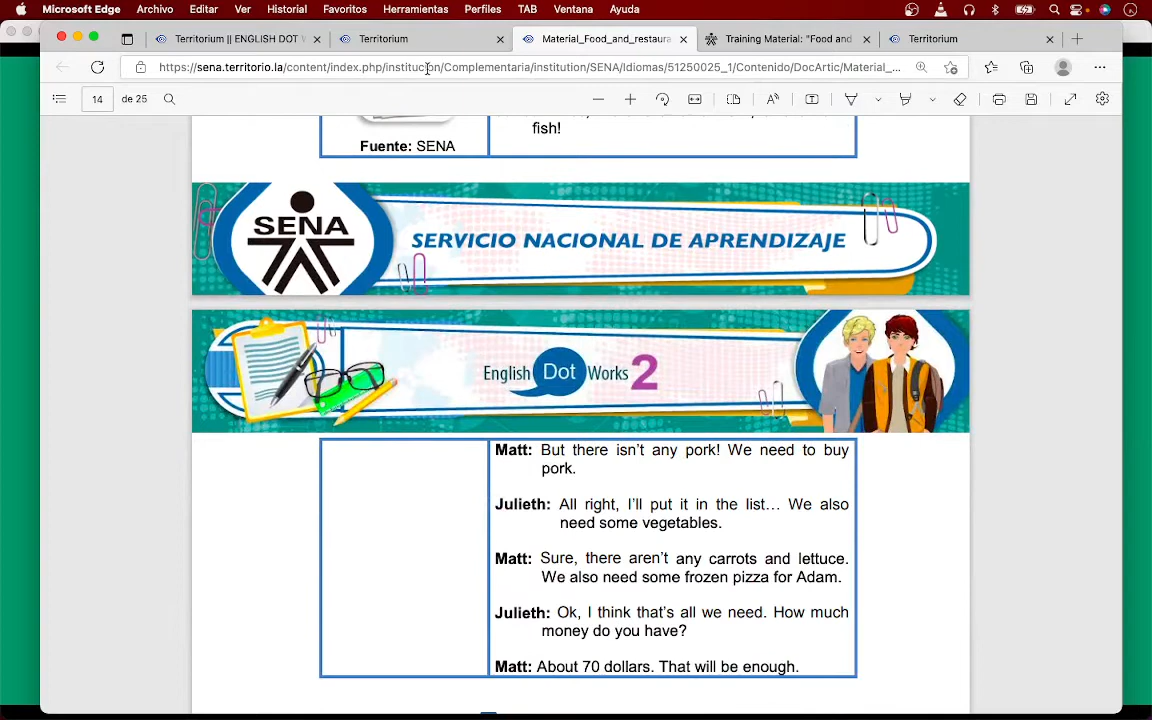 Microsoft Edge Archivo Editar Ver Historial Favoritos Herramientas Perfiles TAB Ventana Ayuda
Territorium || ENGLISH DOT
Territorium
Material_Food_and_restaura
Training Material: "Food and
Territorium
https://sena.territorio.la/content/index.php/institucion/Complementaria/institution/SENA/Idiomas/51250025_1/Contenido/DocArtic/Material_...
14 de 25
fish!
Fuente: SENA
SENA
SERVICIO NACIONAL DE APRENDIZAJE
English Dot Works 2
Matt: But there isn't any pork! We need to buy
pork.
Julieth: All right, I'll put it in the list… We also
need some vegetables.
Matt: Sure, there aren't any carrots and lettuce.
We also need some frozen pizza for Adam.
Julieth: Ok, I think that's all we need. How much
money do you have?
Matt: About 70 dollars. That will be enough.